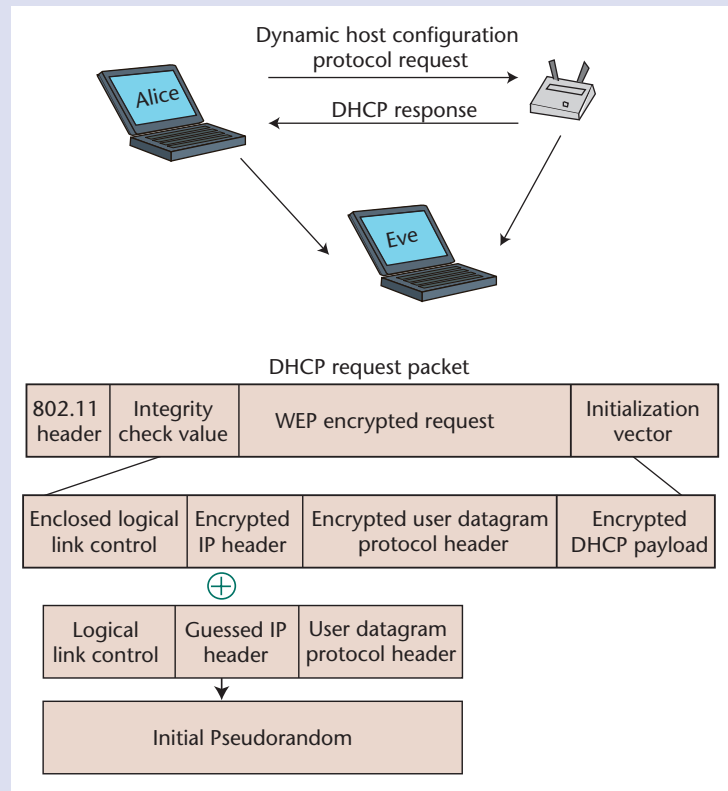 Dynamic host configuration
protocol request
Alice
DHCP response
Eve
DHCP request packet
802.11
header
Integrity
check value
WEP encrypted request
Initialization
vector
Enclosed logical
link control
Encrypted
IP header
Encrypted user datagram
protocol header
Encrypted
DHCP payload
Logical
link control
Guessed IP
header
User datagram
protocol header
Initial Pseudorandom